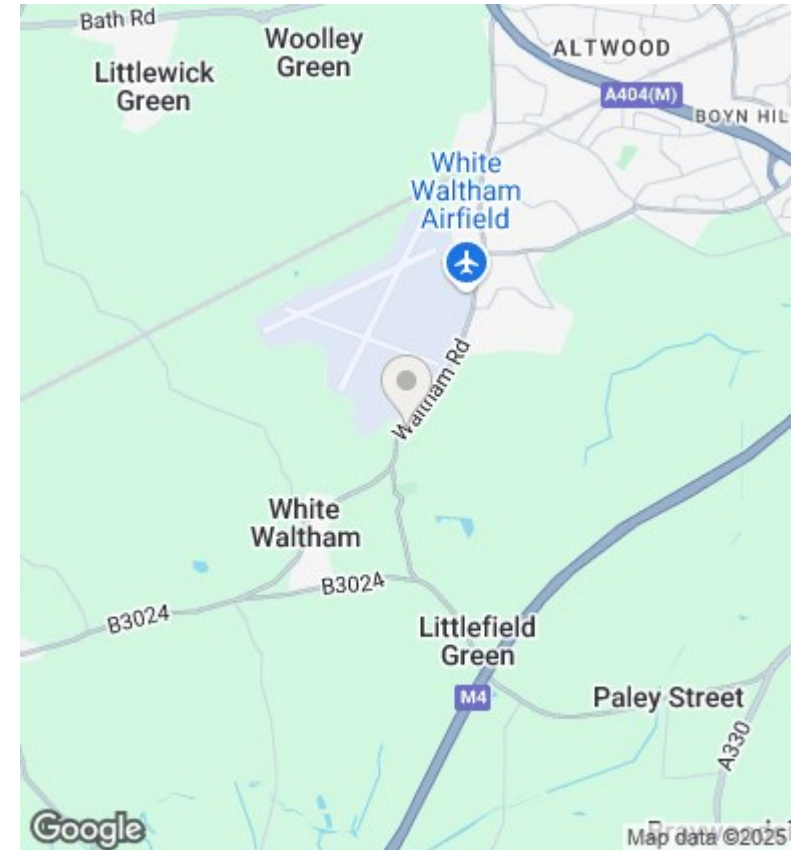 Bath Rd
Woolley
Green
Littlewick
Green
ALTWOOD
A404(M)
BOYN HIL
White
Waltham
Airfield
Waltham Rd
White
Waltham
B3024
B3024
Littlefield
Green
M4
Paley Street
A330
Google
Map data ©2025